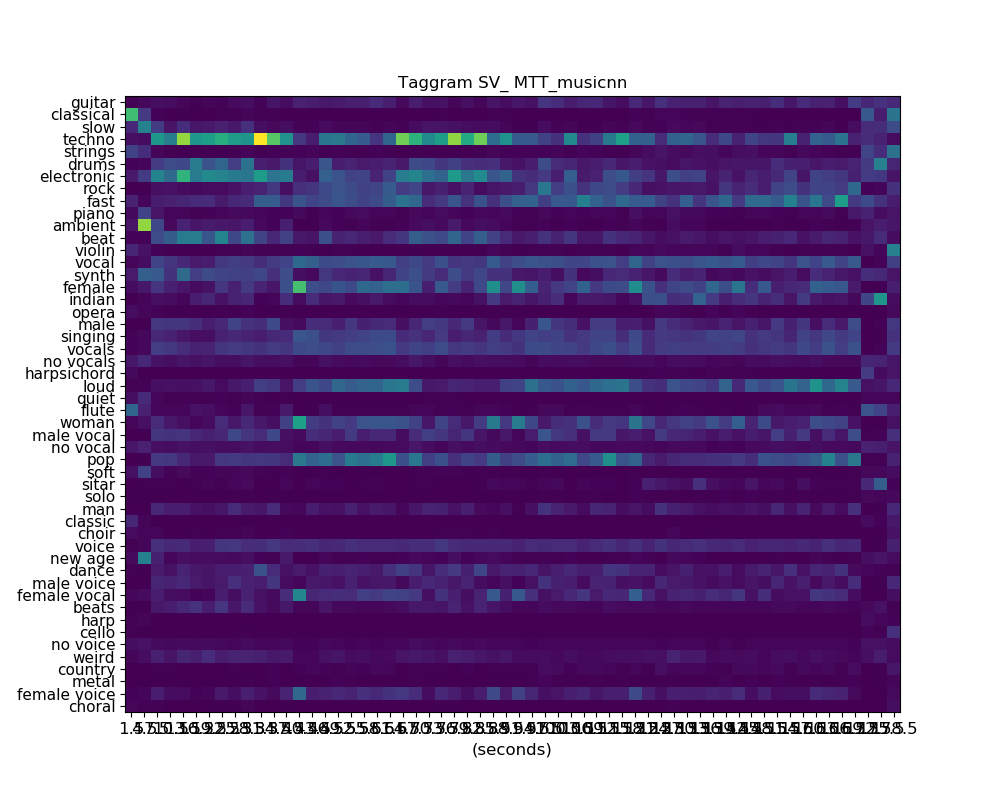 Taggram SV_ MTT_musicnn
guitar
classical
slow
techno
strings
drums
electronic
rock
fast
piano
ambient
beat
violin
vocal
synth
female
indian
opera
male
singing
vocals
no vocals
harpsichord
loud
quiet
flute
woman
male vocal
no vocal
pop
soft
sitar
solo
man
classic
choir
voice
new age
dance
male voice
female vocal
beats
harp
cello
no voice
weird
country
metal
female voice
choral
(seconds)